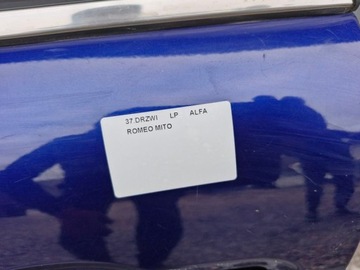 37.DRZWI LP ALFA
ROMEO MITO